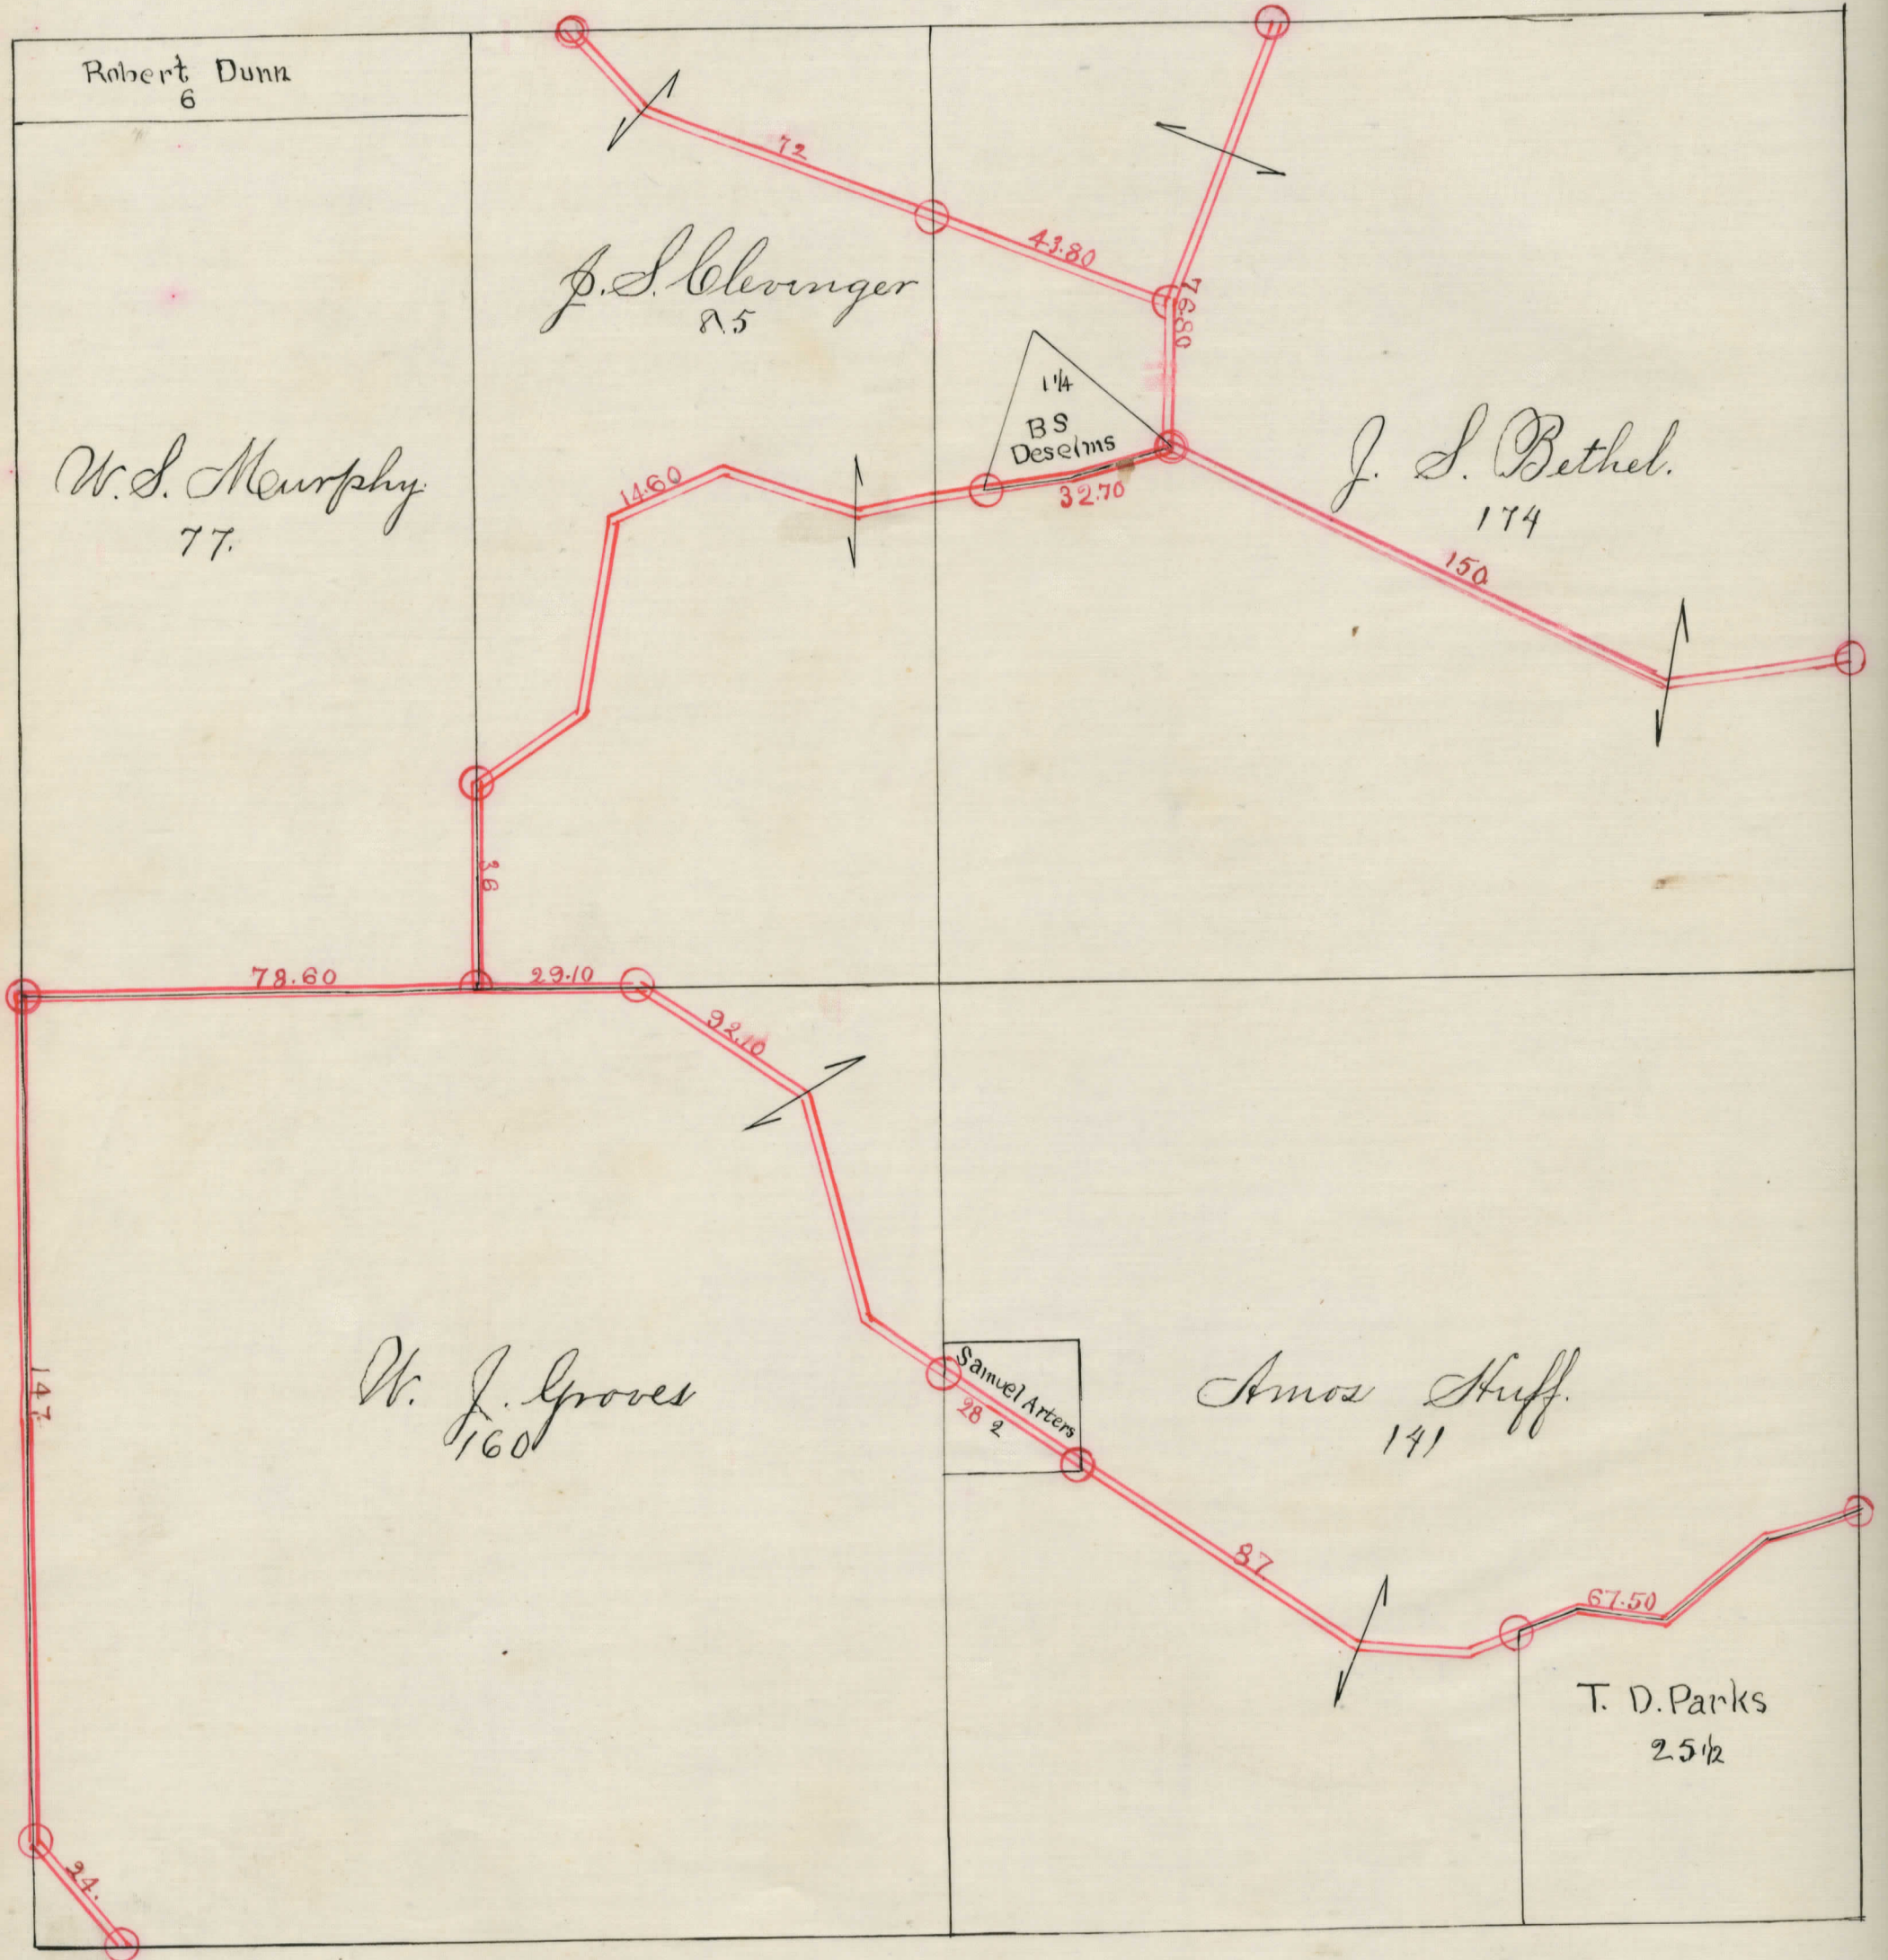 Robert Dunn
6
72
43.80
J. S. Clevinger
85
76.80
1 1/4
BS
Deselms
32.70
W. S. Mourphy.
77.
14.60
J. S. Bethel.
174
150
36
78.60
29.10
92.10
147.
W. J. Groves
160
Samuel Arters
28
2
Amos Huff.
141
87
67.50
T. D. Parks
25 1/2
24.